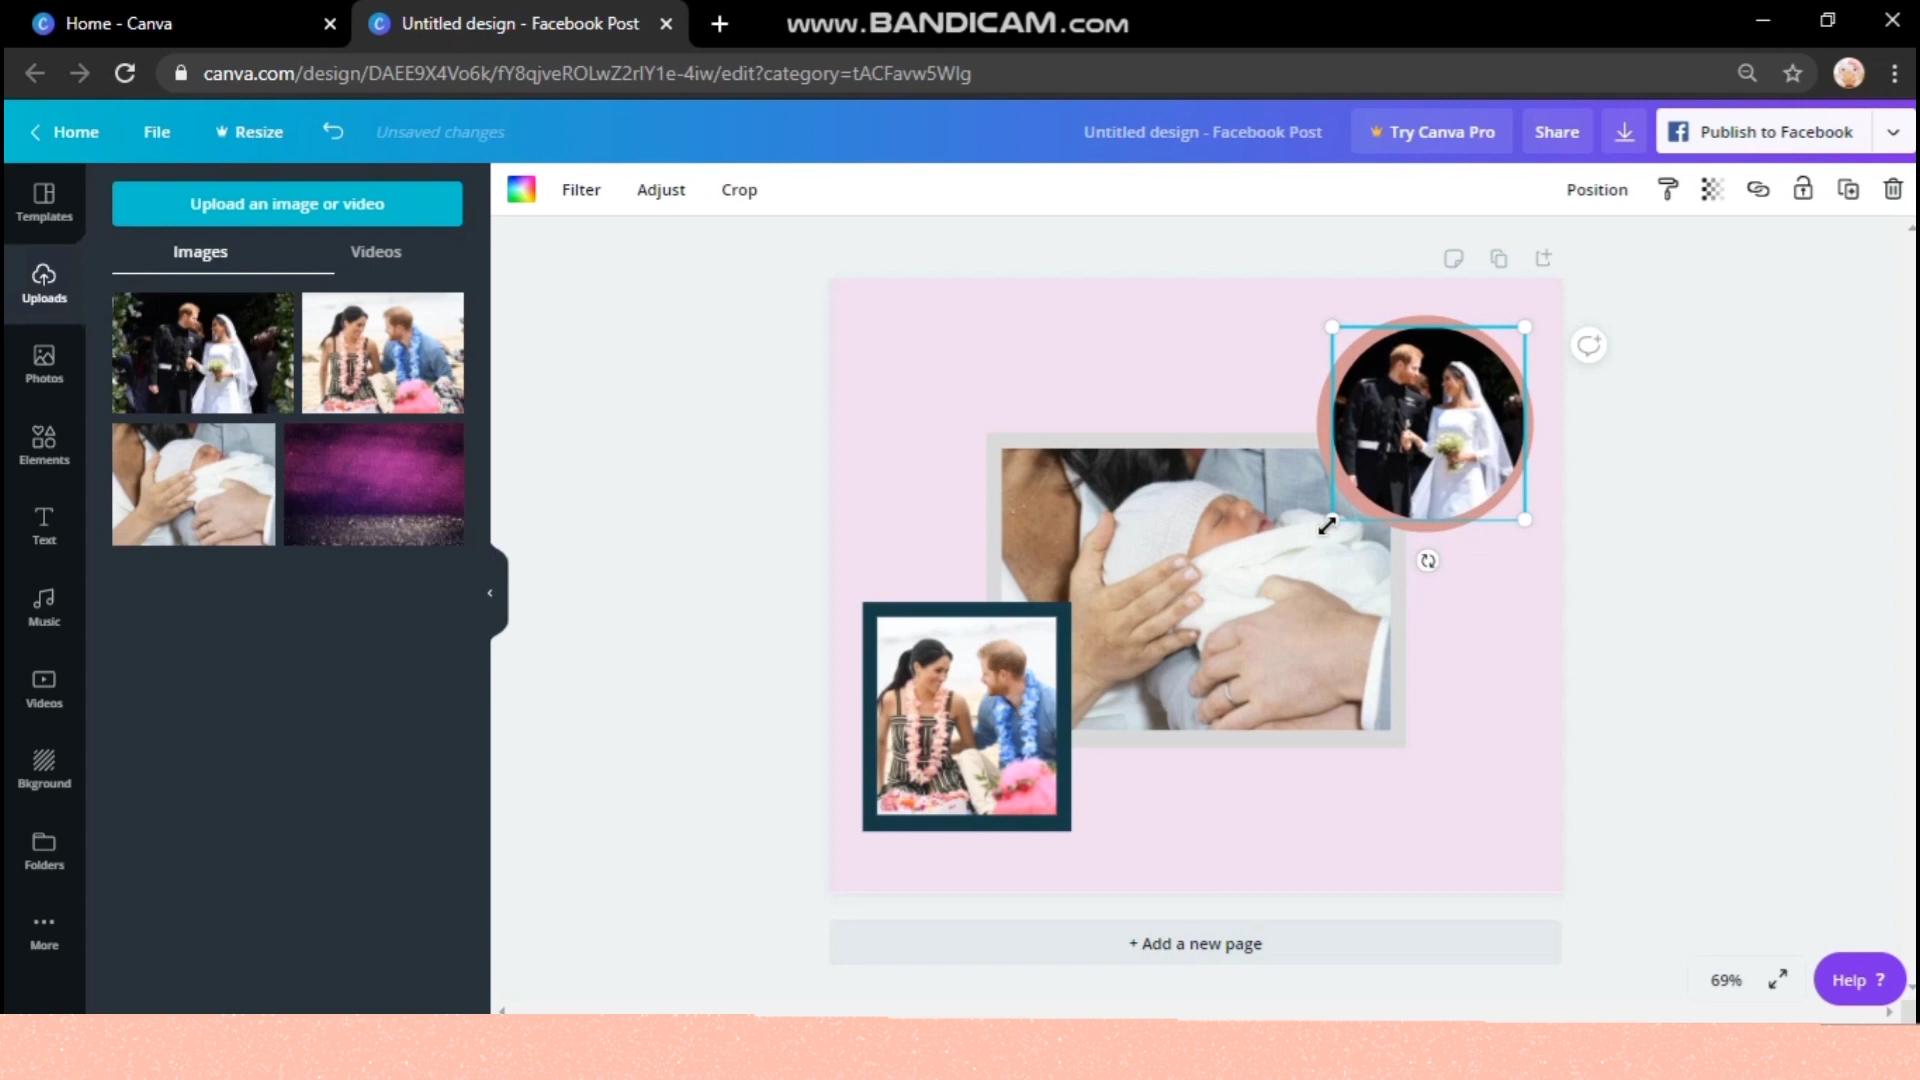 Home - Canva
Untitled design - Facebook Post
www.BANDICAM.com
canva.com/design/DAEE9X4Vo6k/fY8qjveROLwZ2rlY1e-4iw/edit?category=tACFavw5WIg
Home
File
Resize
Unsaved changes
Untitled design - Facebook Post
Try Canva Pro
Share
Publish to Facebook
Templates
Upload an image or video
Filter
Adjust
Crop
Position
Images
Videos
Uploads
Photos
Elements
Text
Music
Videos
Bkground
Folders
More
+ Add a new page
69%
Help ?